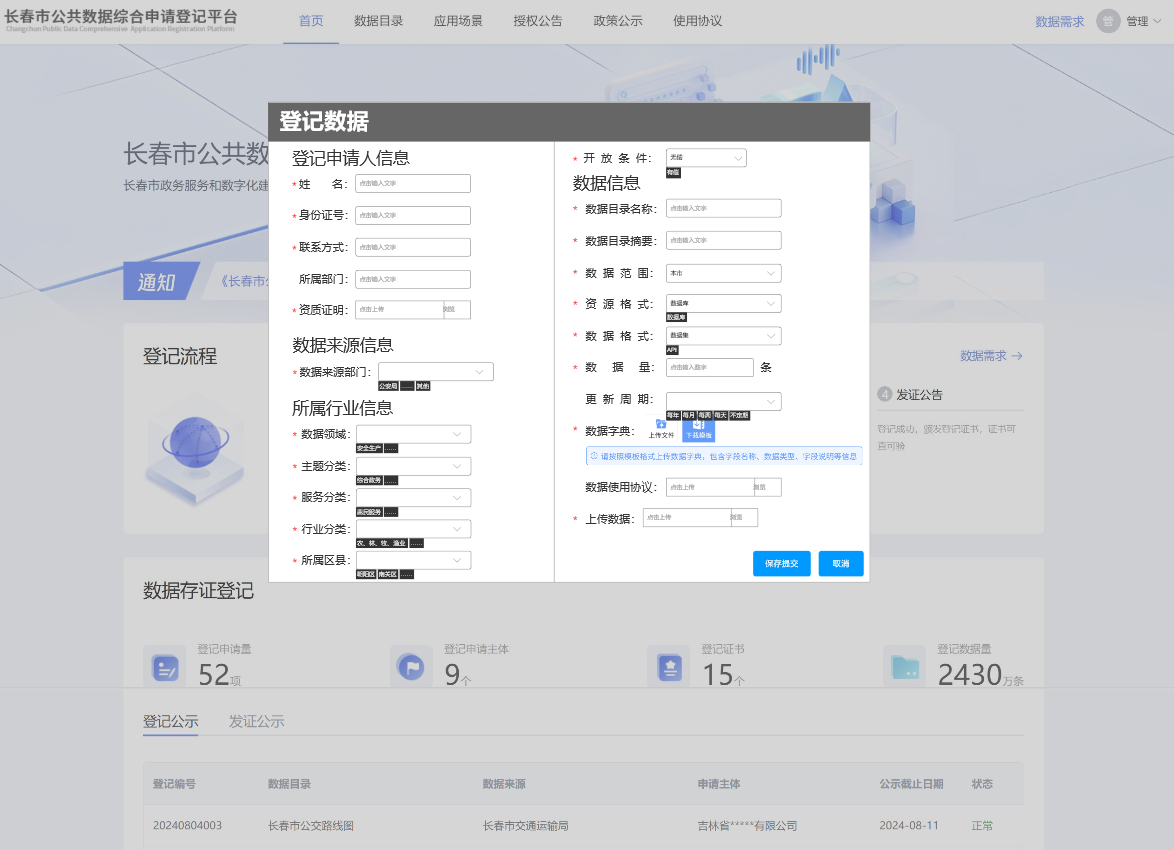 长春市公共数据综合申请登记平台
Changchun Public Data Comprehensive Application Registration Platform
首页
数据目录
应用场景
授权公告
政策公示
使用协议
数据需求
管
管理
长春市公共数
长春市政务服务和数字化建
通知
《长春市公
登记流程
数据需求 →
4 发证公告
登记成功，颁发登记证书，证书可
查可验
登记数据
登记申请人信息
* 姓 名： 点击输入文字
* 身份证号： 点击输入文字
* 联系方式： 点击输入文字
所属部门： 点击输入文字
* 资质证明： 点击上传 浏览
数据来源信息
* 数据来源部门：
公安局 …… 其他
所属行业信息
* 数据领域：
安全生产 ……
* 主题分类：
综合政务 ……
* 服务分类：
惠民服务 ……
* 行业分类：
农、林、牧、渔业 ……
* 所属区县：
朝阳区 南关区 ……
* 开放条件： 无偿
有偿
数据信息
* 数据目录名称： 点击输入文字
* 数据目录摘要： 点击输入文字
* 数据范围： 本市
* 资源格式： 数据库
数据库
* 数据格式： 数据集
API
* 数据量： 点击输入数字 条
更新周期：
每年 每月 每周 每天 不定期
* 数据字典： 上传文件 下载模板
请按照模板格式上传数据字典，包含字段名称、数据类型、字段说明等信息
数据使用协议： 点击上传 浏览
* 上传数据： 点击上传 浏览
保存提交
取消
数据存证登记
登记申请量
52项
登记申请主体
9个
登记证书
15个
登记数据量
2430万条
登记公示
发证公示
登记编号 数据目录 数据来源 申请主体 公示截止日期 状态
20240804003 长春市公交路线图 长春市交通运输局 吉林省*****有限公司 2024-08-11 正常